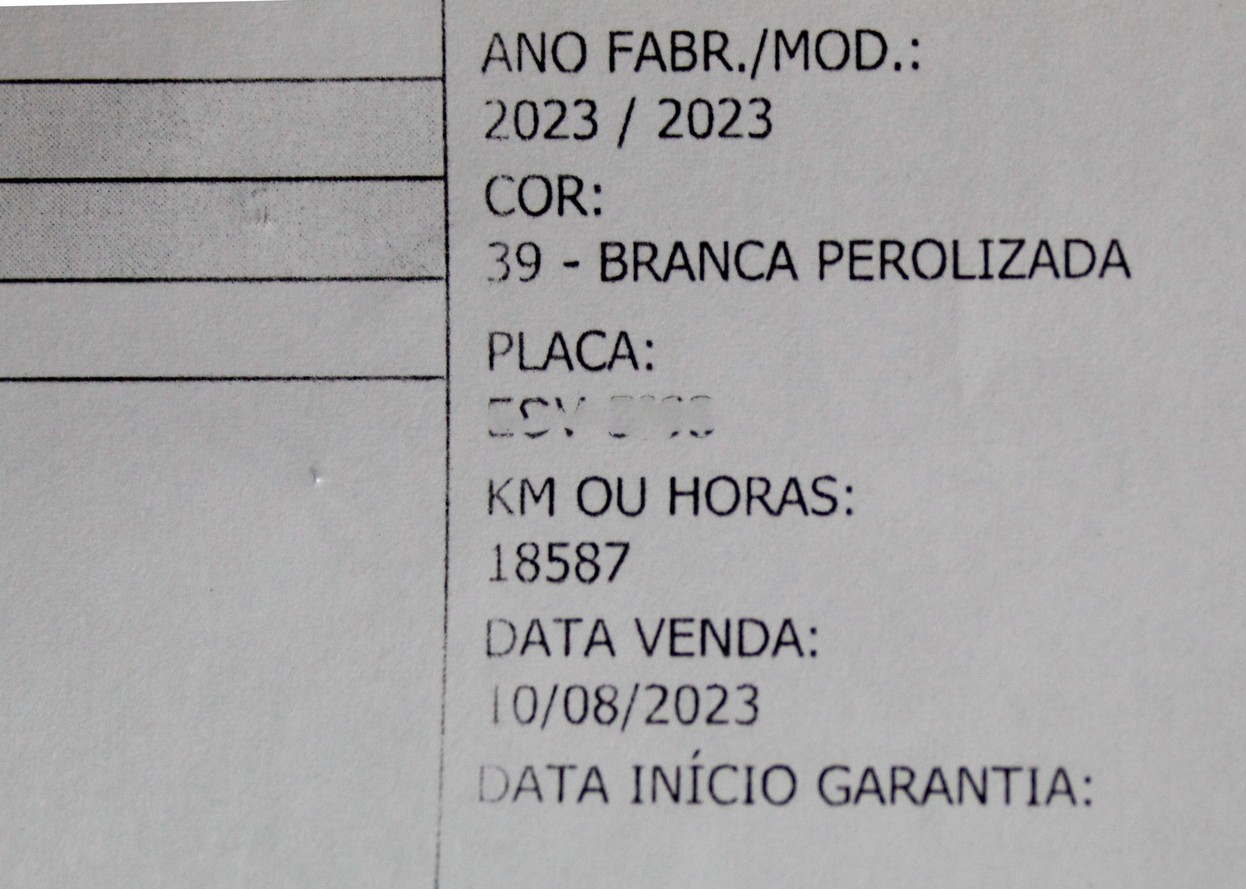 ANO FABR./MOD.:
2023 / 2023
COR:
39 - BRANCA PEROLIZADA
PLACA:
KM OU HORAS:
18587
DATA VENDA:
10/08/2023
DATA INÍCIO GARANTIA: